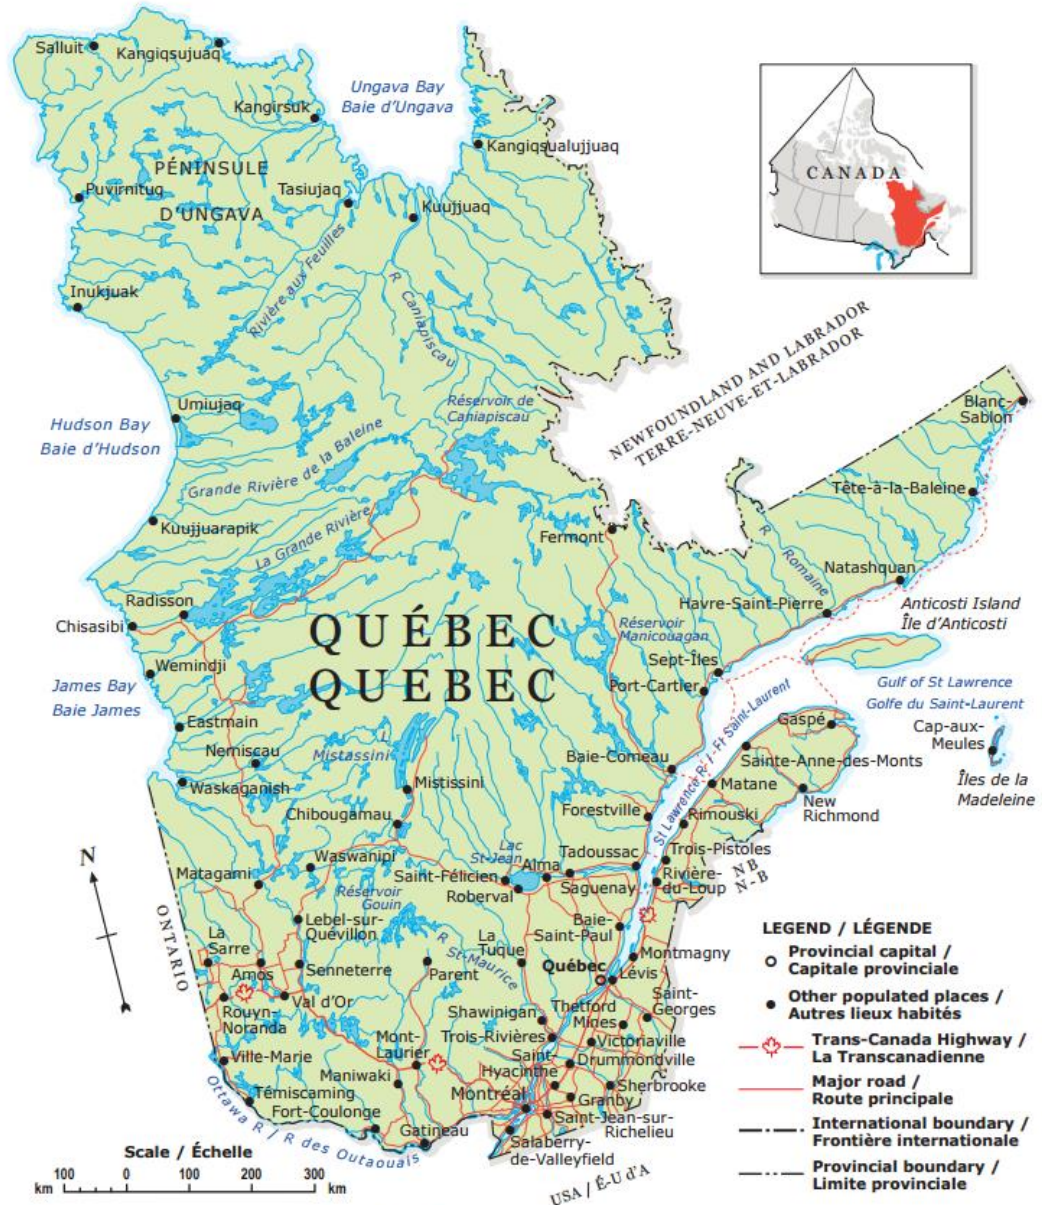 Salluit
Kangiqsujuaq
Ungava Bay
Baie d'Ungava
Kangirsuk
Kangiqsualujjuaq
PÉNINSULE
D'UNGAVA
Puvirnituq
Tasiujaq
Kuujjuaq
CANADA
Rivière aux Feuilles
R Caniapiscau
Inukjuak
NEWFOUNDLAND AND LABRADOR
TERRE-NEUVE-ET-LABRADOR
Réservoir de
Caniapiscau
Blanc-
Sablon
Umiujaq
Hudson Bay
Baie d'Hudson
Grande Rivière de la Baleine
Tête-à-la-Baleine
Kuujjuarapik
La Grande Rivière
Fermont
R Romaine
Natashquan
Radisson
Chisasibi
Havre-Saint-Pierre
Anticosti Island
Île d'Anticosti
QUÉBEC
QUEBEC
Réservoir
Manicouagan
Wemindji
Sept-Îles
Port-Cartier
James Bay
Baie James
Gulf of St Lawrence
Golfe du Saint-Laurent
St Lawrence R / Fl Saint-Laurent
Eastmain
Gaspé
Cap-aux-
Meules
Nemiscau
L
Mistassini
Baie-Comeau
Sainte-Anne-des-Monts
Îles de la
Madeleine
Waskaganish
Mistissini
Matane
New
Richmond
Chibougamau
Forestville
Rimouski
Waswanipi
Lac
St-Jean
Alma
Tadoussac
Trois-Pistoles
N
Matagami
Saint-Félicien
Roberval
Saguenay
Rivière-
du-Loup
N B
N-B
Réservoir
Gouin
ONTARIO
Lebel-sur-
Quévillon
Baie-
Saint-Paul
La
Sarre
La
Tuque
R St-Maurice
Montmagny
Amos
Senneterre
Parent
Québec
Lévis
Rouyn-
Noranda
Val d'Or
Shawinigan
Thetford
Mines
Saint-
Georges
Mont-
Laurier
Trois-Rivières
Victoriaville
Ville-Marie
Saint-
Hyacinthe
Drummondville
Maniwaki
Montréal
Sherbrooke
Témiscaming
Granby
Fort-Coulonge
Saint-Jean-sur-
Richelieu
Gatineau
Salaberry-
de-Valleyfield
Ottawa R / R des Outaouais
USA / É-U d'A
Scale / Échelle
100 0 100 200 300
km km
LEGEND / LÉGENDE
Provincial capital /
Capitale provinciale
Other populated places /
Autres lieux habités
Trans-Canada Highway /
La Transcanadienne
Major road /
Route principale
International boundary /
Frontière internationale
Provincial boundary /
Limite provinciale